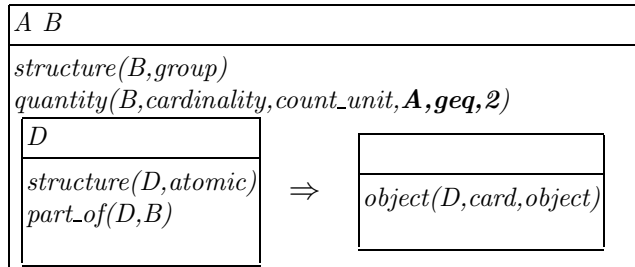 A B
structure(B,group)
quantity(B,cardinality,count_unit,A,geq,2)
D
structure(D,atomic)
part_of(D,B)
⇒
object(D,card,object)